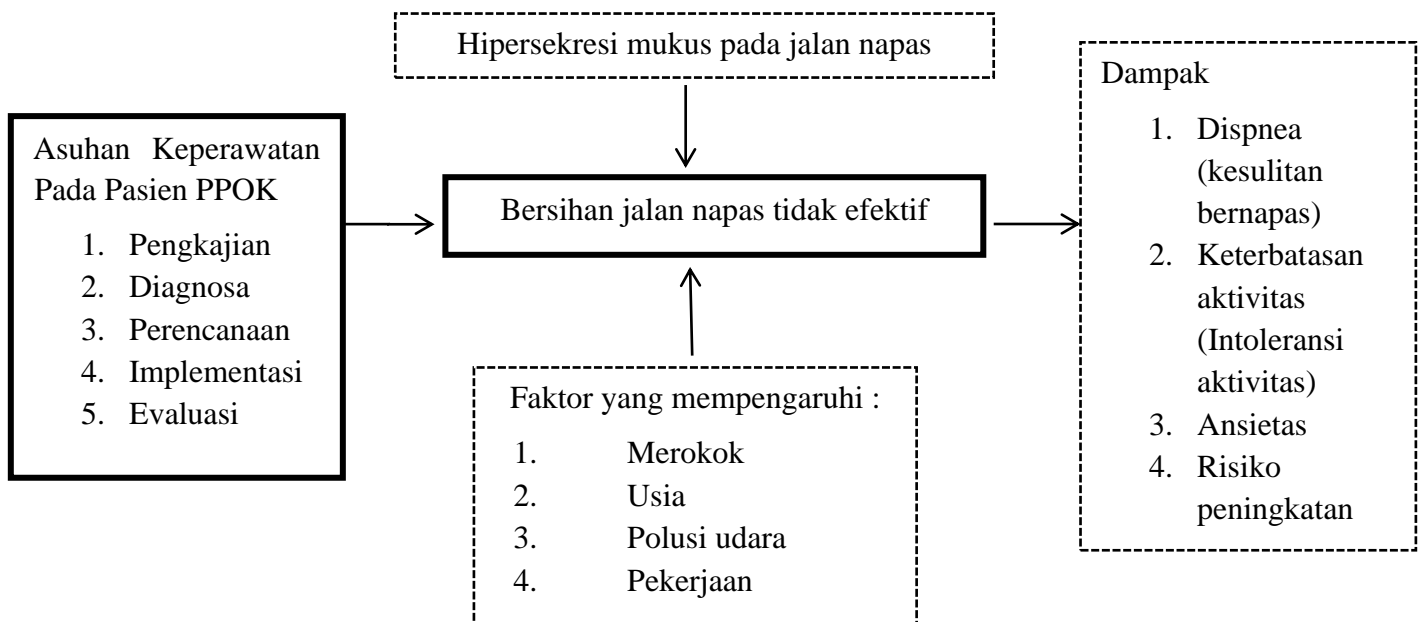 Hipersekresi mukus pada jalan napas
Asuhan Keperawatan
Pada Pasien PPOK
1. Pengkajian
2. Diagnosa
3. Perencanaan
4. Implementasi
5. Evaluasi
Bersihan jalan napas tidak efektif
Faktor yang mempengaruhi :
1. Merokok
2. Usia
3. Polusi udara
4. Pekerjaan
Dampak
1. Dispnea
(kesulitan
bernapas)
2. Keterbatasan
aktivitas
(Intoleransi
aktivitas)
3. Ansietas
4. Risiko
peningkatan